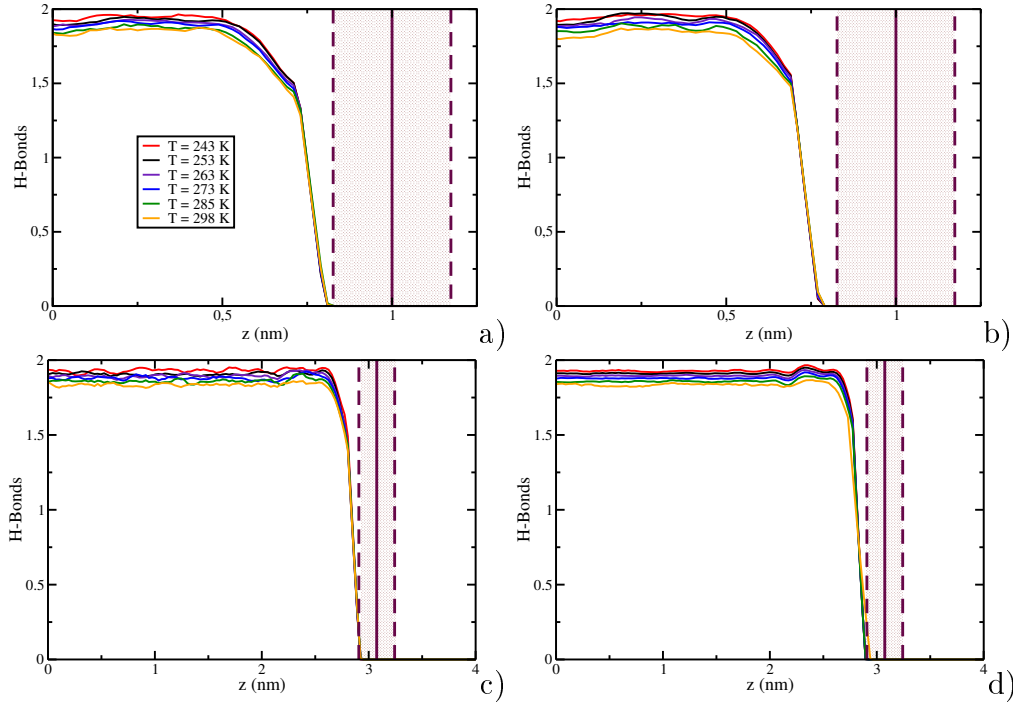 2
1.5
1
0,5
0
H-Bonds
T = 243 K
T = 253 K
T = 263 K
T = 273 K
T = 285 K
T = 298 K
0 0,5 1
z (nm)
a)
2
1.5
1
0,5
0
H-Bonds
0 0,5 1
z (nm)
b)
2
1.5
1
0.5
0
H-Bonds
0 1 2 3 4
z (nm)
c)
2
1.5
1
0.5
0
H-Bonds
0 1 2 3 4
z (nm)
d)